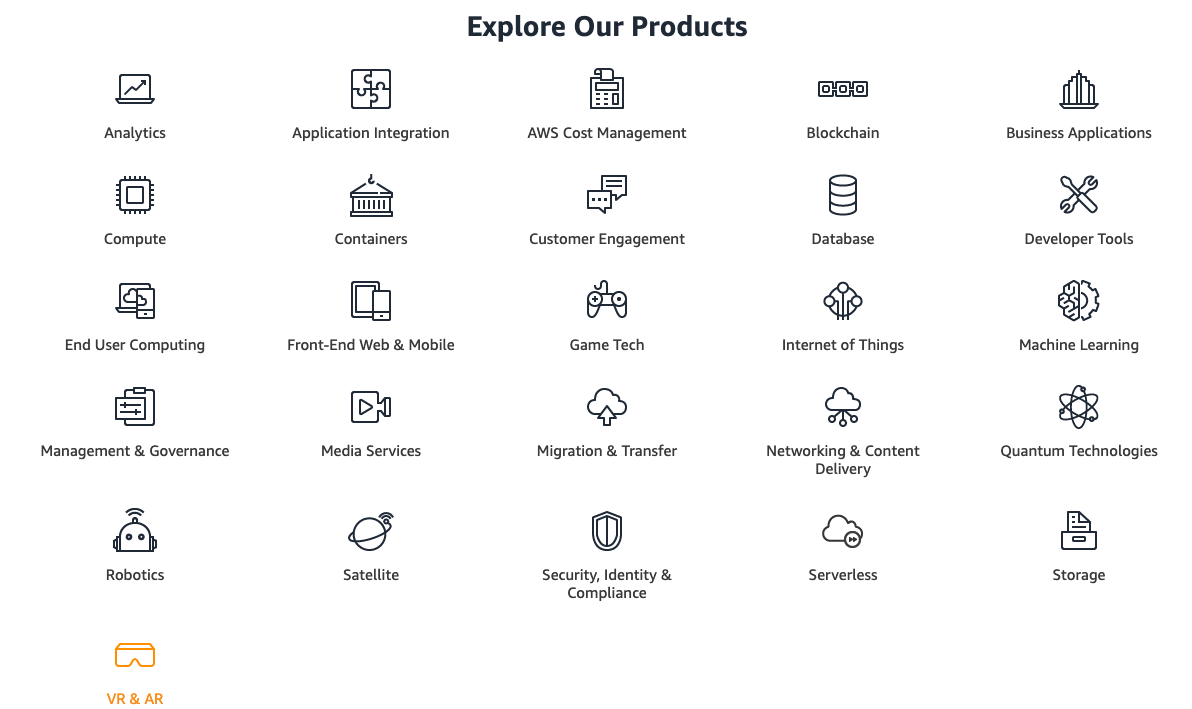 Explore Our Products
Analytics
Application Integration
AWS Cost Management
Blockchain
Business Applications
Compute
Containers
Customer Engagement
Database
Developer Tools
End User Computing
Front-End Web & Mobile
Game Tech
Internet of Things
Machine Learning
Management & Governance
Media Services
Migration & Transfer
Networking & Content
Delivery
Quantum Technologies
Robotics
Satellite
Security, Identity &
Compliance
Serverless
Storage
VR & AR